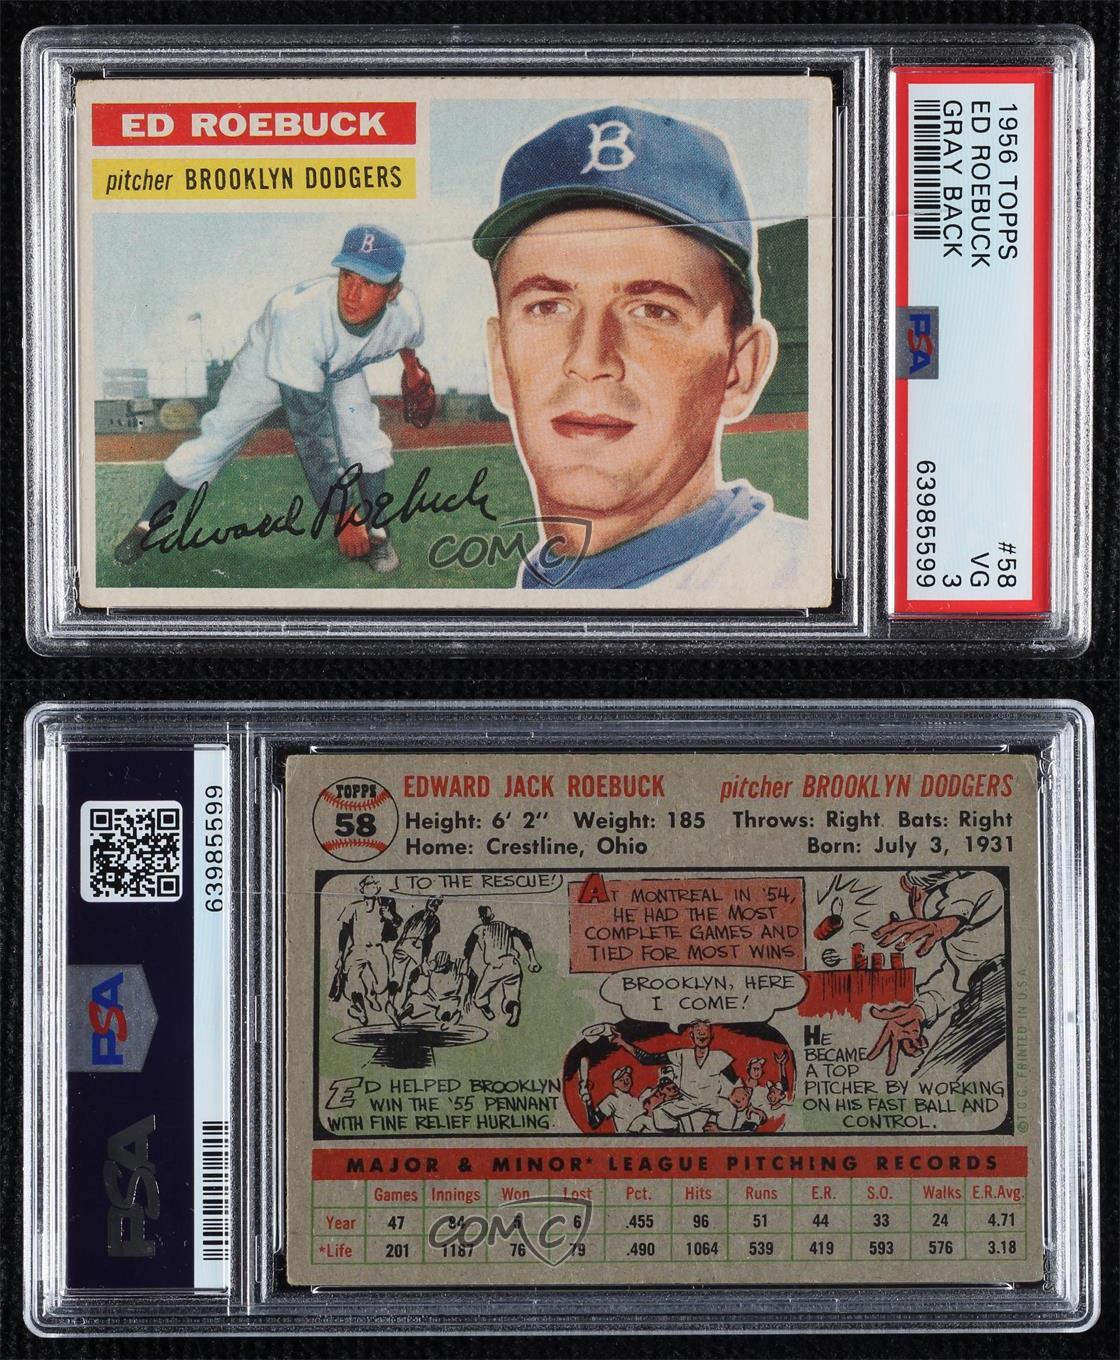 ED ROEBUCK
pitcher BROOKLYN DODGERS
B
B
Edward Roebuck
COMC
1956 TOPPS
ED ROEBUCK
GRAY BACK
#58
VG
3
63985599
PSA
63985599
PSA
PSA
TOPPS
58
EDWARD JACK ROEBUCK pitcher BROOKLYN DODGERS
Height: 6' 2" Weight: 185 Throws: Right Bats: Right
Home: Crestline, Ohio Born: July 3, 1931
TO THE RESCUE!
ED HELPED BROOKLYN
WIN THE '55 PENNANT
WITH FINE RELIEF HURLING.
AT MONTREAL IN '54,
HE HAD THE MOST
COMPLETE GAMES AND
TIED FOR MOST WINS.
BROOKLYN, HERE
I COME!
HE
BECAME
A TOP
PITCHER BY WORKING
ON HIS FAST BALL AND
CONTROL.
© T.C.G. PRINTED IN U.S.A.
MAJOR & MINOR* LEAGUE PITCHING RECORDS
Games Innings Won Lost Pct. Hits Runs E.R. S.O. Walks E.R.Avg.
Year 47 84 6 .455 96 51 44 33 24 4.71
*Life 201 1187 76 79 .490 1064 539 419 593 576 3.18
COMC